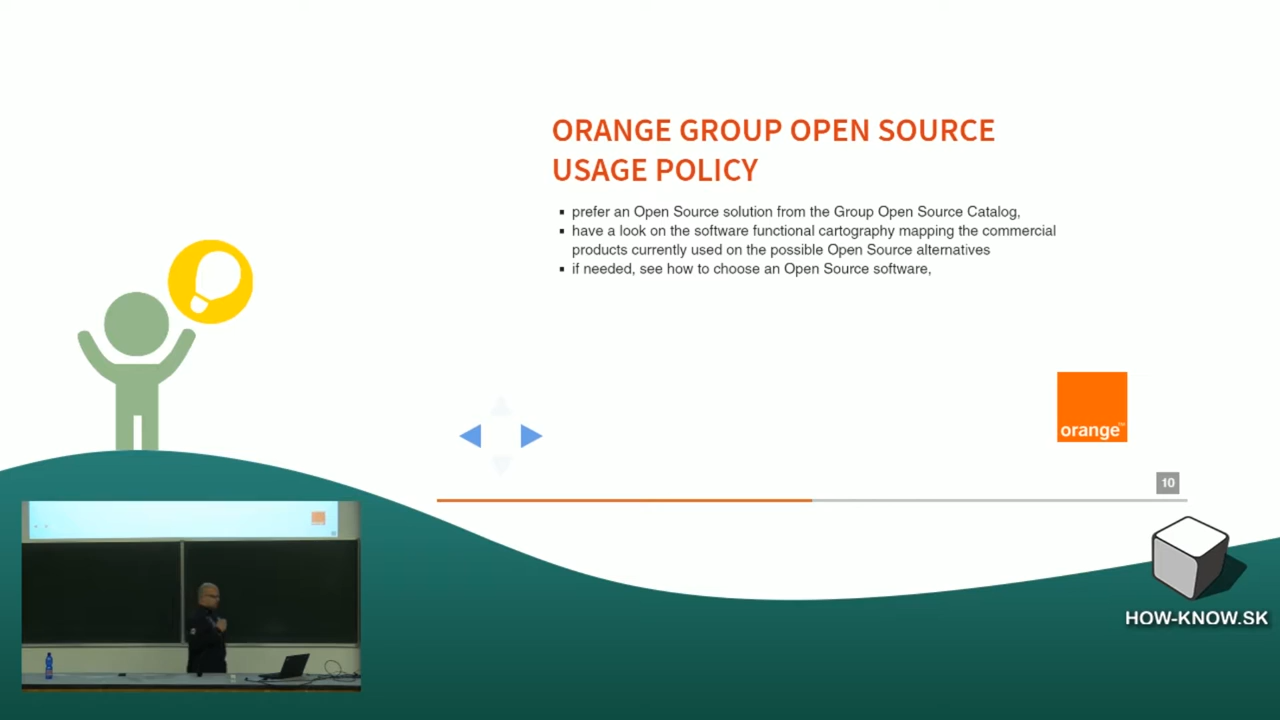 ORANGE GROUP OPEN SOURCE
USAGE POLICY
prefer an Open Source solution from the Group Open Source Catalog,
have a look on the software functional cartography mapping the commercial
products currently used on the possible Open Source alternatives
if needed, see how to choose an Open Source software,
orange™
10
HOW-KNOW.SK